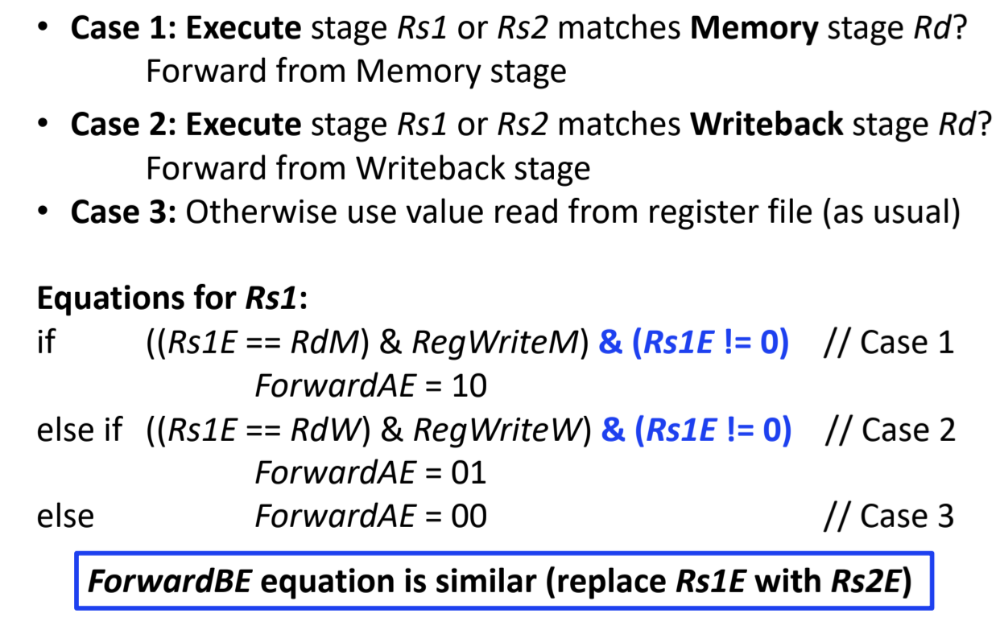 • Case 1: Execute stage Rs1 or Rs2 matches Memory stage Rd?
Forward from Memory stage
• Case 2: Execute stage Rs1 or Rs2 matches Writeback stage Rd?
Forward from Writeback stage
• Case 3: Otherwise use value read from register file (as usual)
Equations for Rs1:
if ((Rs1E == RdM) & RegWriteM) & (Rs1E != 0) // Case 1
ForwardAE = 10
else if ((Rs1E == RdW) & RegWriteW) & (Rs1E != 0) // Case 2
ForwardAE = 01
else ForwardAE = 00 // Case 3
ForwardBE equation is similar (replace Rs1E with Rs2E)